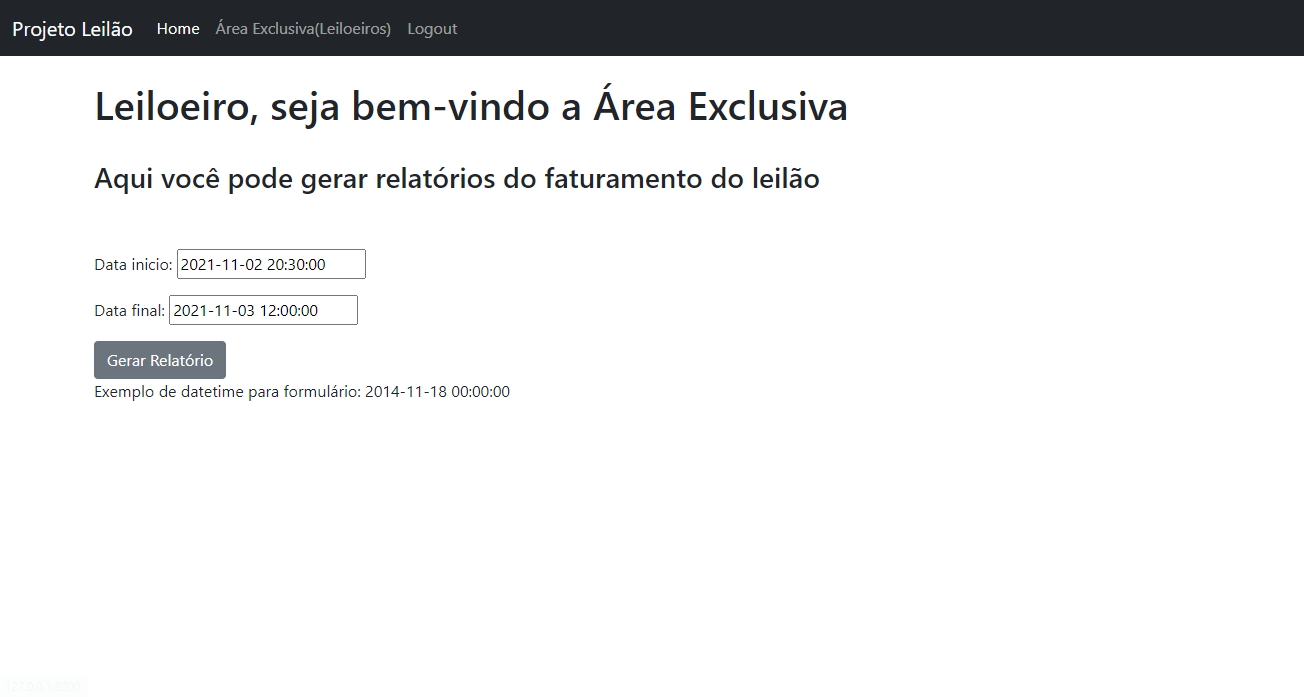 Projeto Leilão Home Área Exclusiva(Leiloeiros) Logout
Leiloeiro, seja bem-vindo a Área Exclusiva
Aqui você pode gerar relatórios do faturamento do leilão
Data inicio: 2021-11-02 20:30:00
Data final: 2021-11-03 12:00:00
Gerar Relatório
Exemplo de datetime para formulário: 2014-11-18 00:00:00